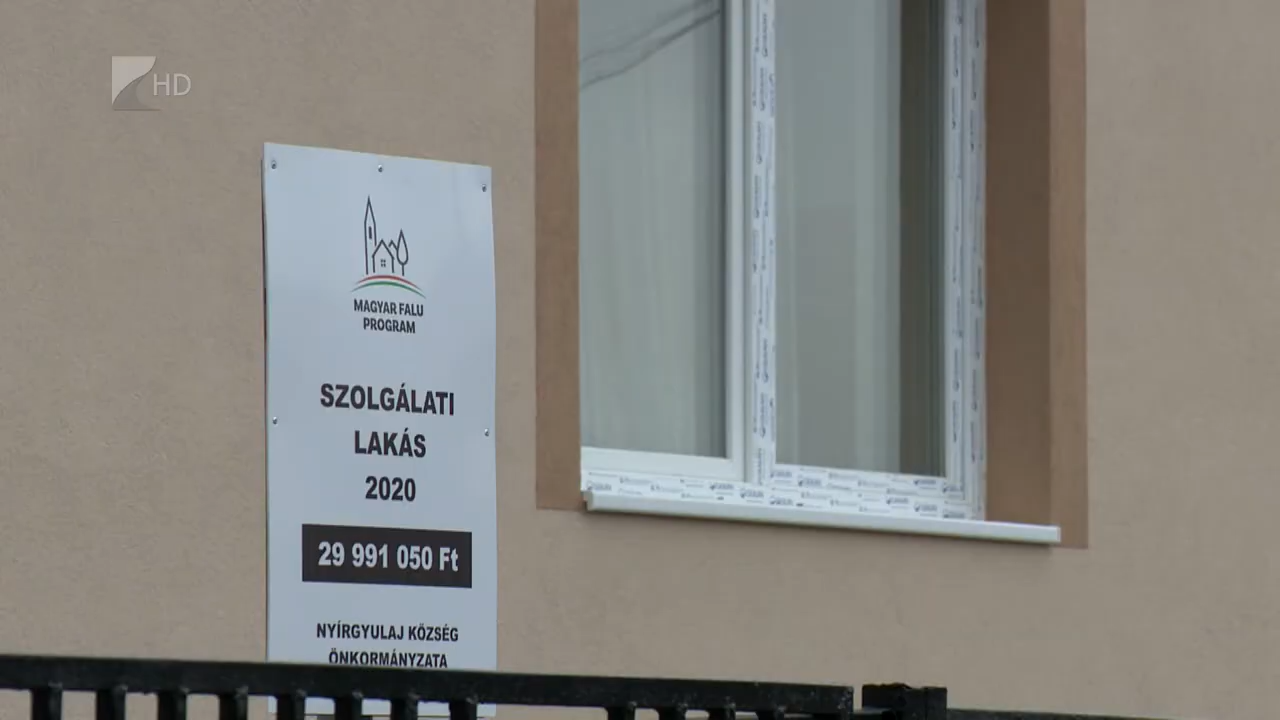 HD
MAGYAR FALU
PROGRAM
SZOLGÁLATI
LAKÁS
2020
29 991 050 Ft
NYÍRGYULAJ KÖZSÉG
ÖNKORMÁNYZATA